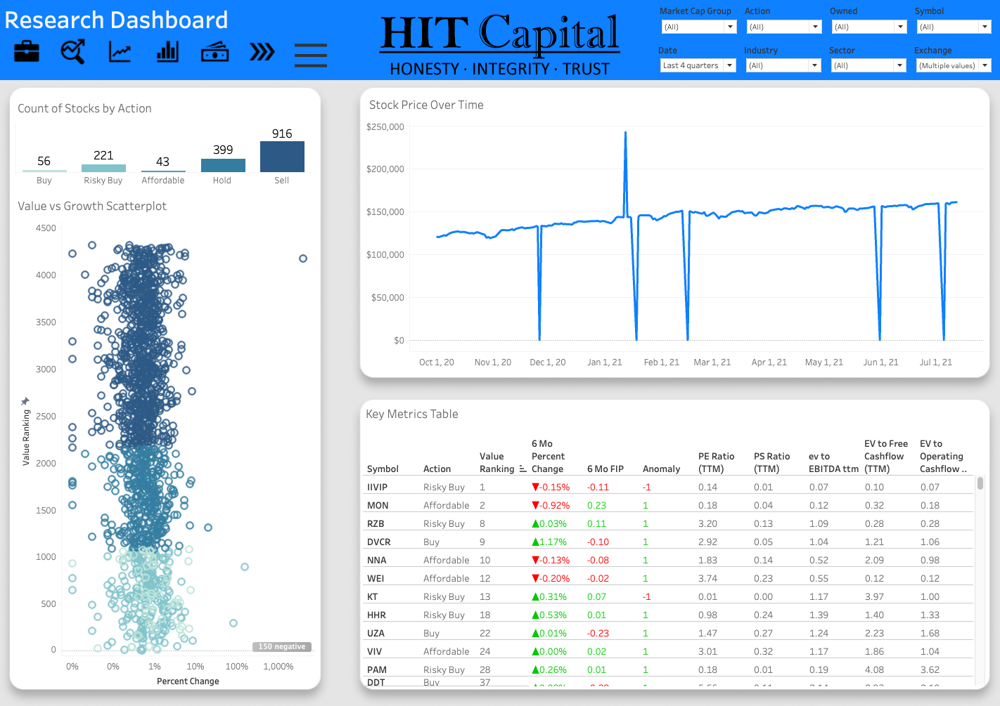 Research Dashboard
HIT Capital
HONESTY · INTEGRITY · TRUST
Market Cap Group Action Owned Symbol
(All) (All) (All) (All)
Date Industry Sector Exchange
Last 4 quarters (All) (All) (Multiple values)
Count of Stocks by Action
56 221 43 399 916
Buy Risky Buy Affordable Hold Sell
Value vs Growth Scatterplot
4500
4000
3500
3000
2500
2000
1500
1000
500
0
Value Ranking
150 negative
0% 0% 1% 10% 100% 1,000%
Percent Change
Stock Price Over Time
$250,000
$200,000
$150,000
$100,000
$50,000
$0
Oct 1, 20 Nov 1, 20 Dec 1, 20 Jan 1, 21 Feb 1, 21 Mar 1, 21 Apr 1, 21 May 1, 21 Jun 1, 21 Jul 1, 21
Key Metrics Table
6 Mo EV to Free EV to
Value Percent PE Ratio PS Ratio ev to Cashflow Operating
Symbol Action Ranking Change 6 Mo FIP Anomaly (TTM) (TTM) EBITDA ttm (TTM) Cashflow ..
IIVIP Risky Buy 1 ▼-0.15% -0.11 -1 0.14 0.01 0.07 0.10 0.07
MON Affordable 2 ▼-0.92% 0.23 1 0.18 0.04 0.12 0.32 0.18
RZB Risky Buy 8 ▲0.03% 0.11 1 3.20 0.13 1.09 0.28 0.28
DVCR Buy 9 ▲1.17% -0.10 1 2.92 0.05 1.04 1.21 1.06
NNA Affordable 10 ▼-0.13% -0.08 1 1.83 0.14 0.52 2.09 0.98
WEI Affordable 12 ▼-0.20% -0.02 1 3.74 0.23 0.55 0.12 0.12
KT Risky Buy 13 ▲0.31% 0.07 -1 0.01 0.00 1.17 3.97 1.00
HHR Risky Buy 18 ▲0.53% 0.01 1 0.98 0.24 1.39 1.40 1.33
UZA Buy 22 ▲0.01% -0.23 1 1.47 0.27 1.24 2.23 1.68
VIV Affordable 24 ▲0.00% 0.02 1 3.01 0.32 1.17 1.86 1.04
PAM Risky Buy 28 ▲0.26% 0.01 1 0.18 0.01 0.19 4.08 3.62
DDT Buy 37